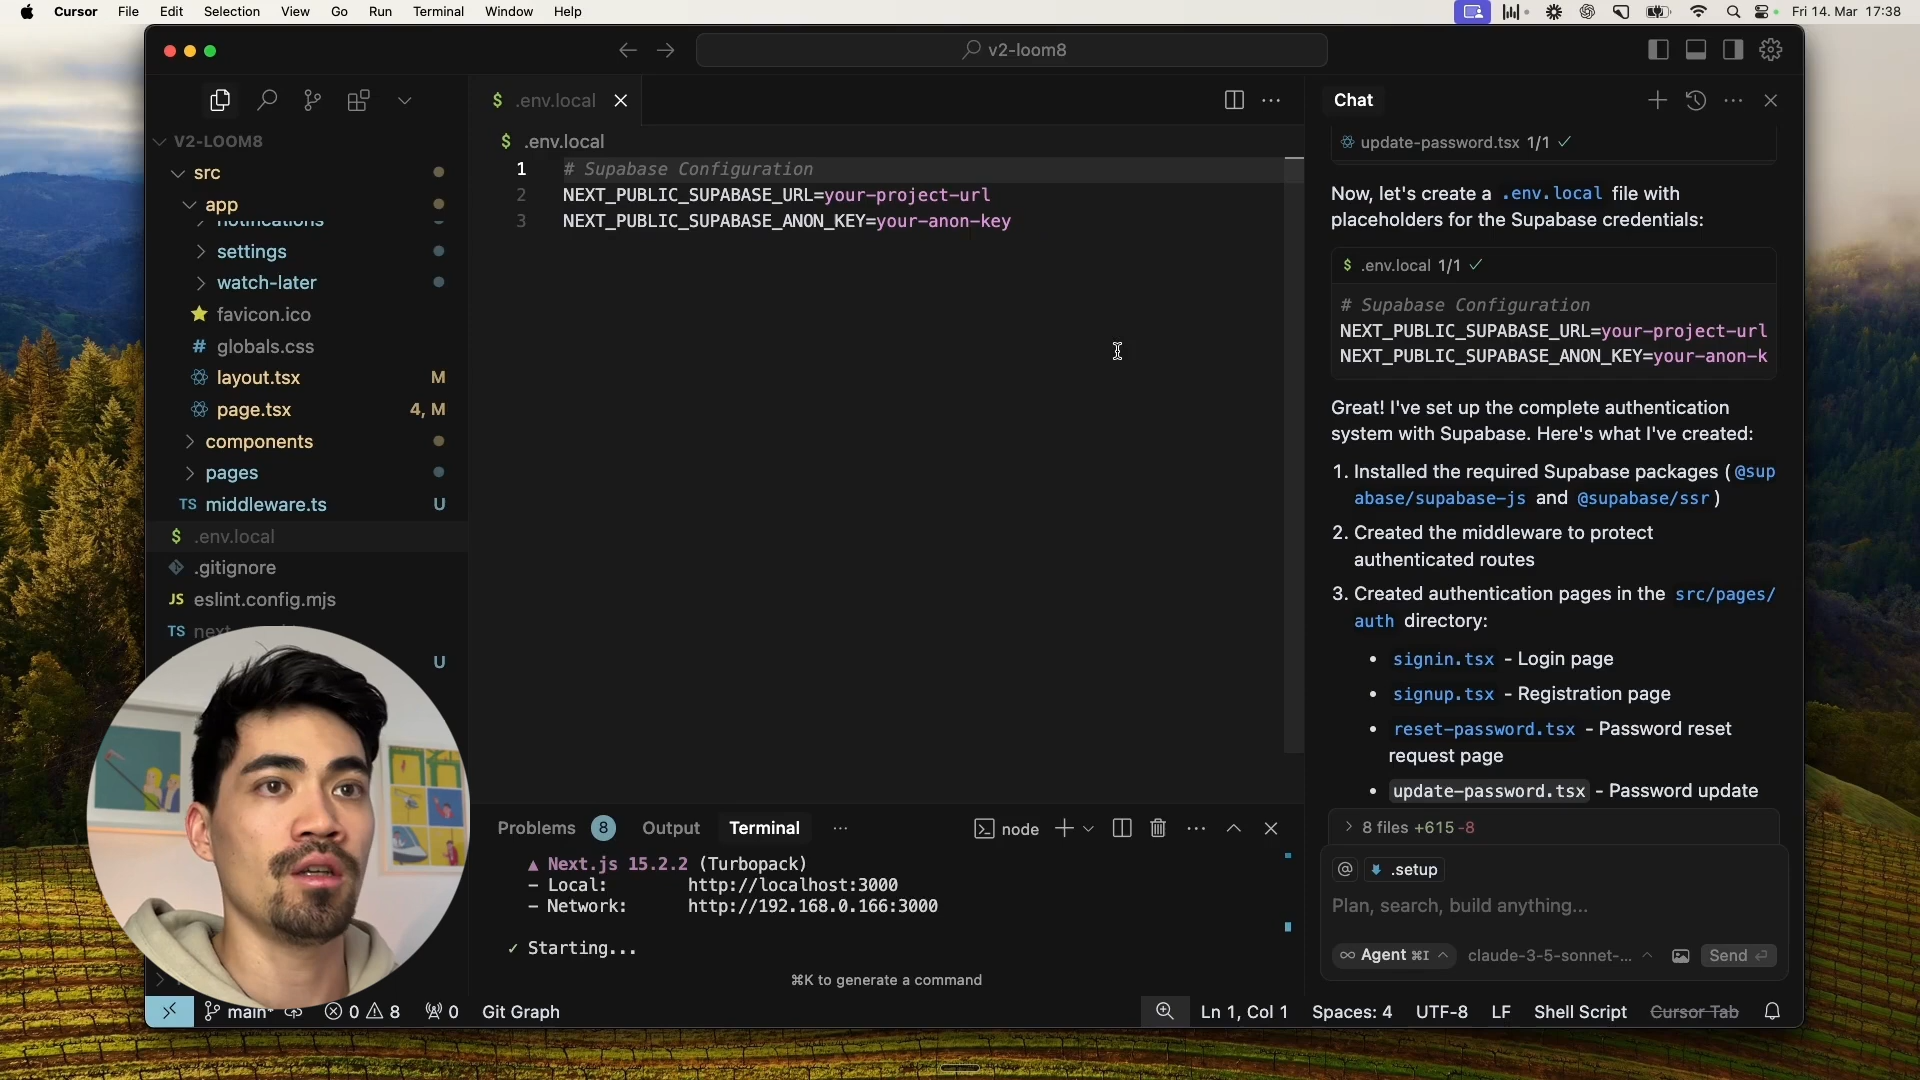 Cursor File Edit Selection View Go Run Terminal Window Help
Fri 14. Mar 17:38
v2-loom8
V2-LOOM8
src
app
notifications
settings
watch-later
favicon.ico
# globals.css
layout.tsx M
page.tsx 4, M
components
pages
TS middleware.ts U
$ .env.local
.gitignore
JS eslint.config.mjs
TS next
U
$ .env.local
$ .env.local
1 # Supabase Configuration
2 NEXT_PUBLIC_SUPABASE_URL=your-project-url
3 NEXT_PUBLIC_SUPABASE_ANON_KEY=your-anon-key
Problems 8 Output Terminal ...
node
▲ Next.js 15.2.2 (Turbopack)
- Local: http://localhost:3000
- Network: http://192.168.0.166:3000
✓ Starting...
⌘K to generate a command
Chat
update-password.tsx 1/1 ✓
Now, let's create a .env.local file with
placeholders for the Supabase credentials:
$ .env.local 1/1 ✓
# Supabase Configuration
NEXT_PUBLIC_SUPABASE_URL=your-project-url
NEXT_PUBLIC_SUPABASE_ANON_KEY=your-anon-k
Great! I've set up the complete authentication
system with Supabase. Here's what I've created:
1. Installed the required Supabase packages ( @sup
abase/supabase-js and @supabase/ssr )
2. Created the middleware to protect
authenticated routes
3. Created authentication pages in the src/pages/
auth directory:
• signin.tsx - Login page
• signup.tsx - Registration page
• reset-password.tsx - Password reset
request page
• update-password.tsx - Password update
8 files +615 -8
@ .setup
Plan, search, build anything...
∞ Agent ⌘I claude-3-5-sonnet-... Send
main* 0 8 0 Git Graph
Ln 1, Col 1 Spaces: 4 UTF-8 LF Shell Script Cursor Tab